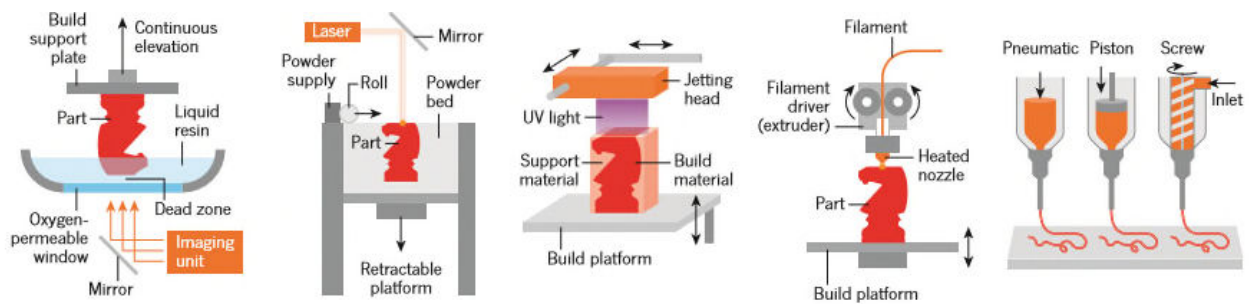 Build
support
plate
Continuous
elevation
Part
Liquid
resin
Dead zone
Oxygen-
permeable
window
Imaging
unit
Mirror
Laser
Mirror
Powder
supply
Roll
Powder
bed
Part
Retractable
platform
Jetting
head
UV light
Support
material
Build
material
Build platform
Filament
Filament
driver
(extruder)
Heated
nozzle
Part
Build platform
Pneumatic Piston Screw
Inlet